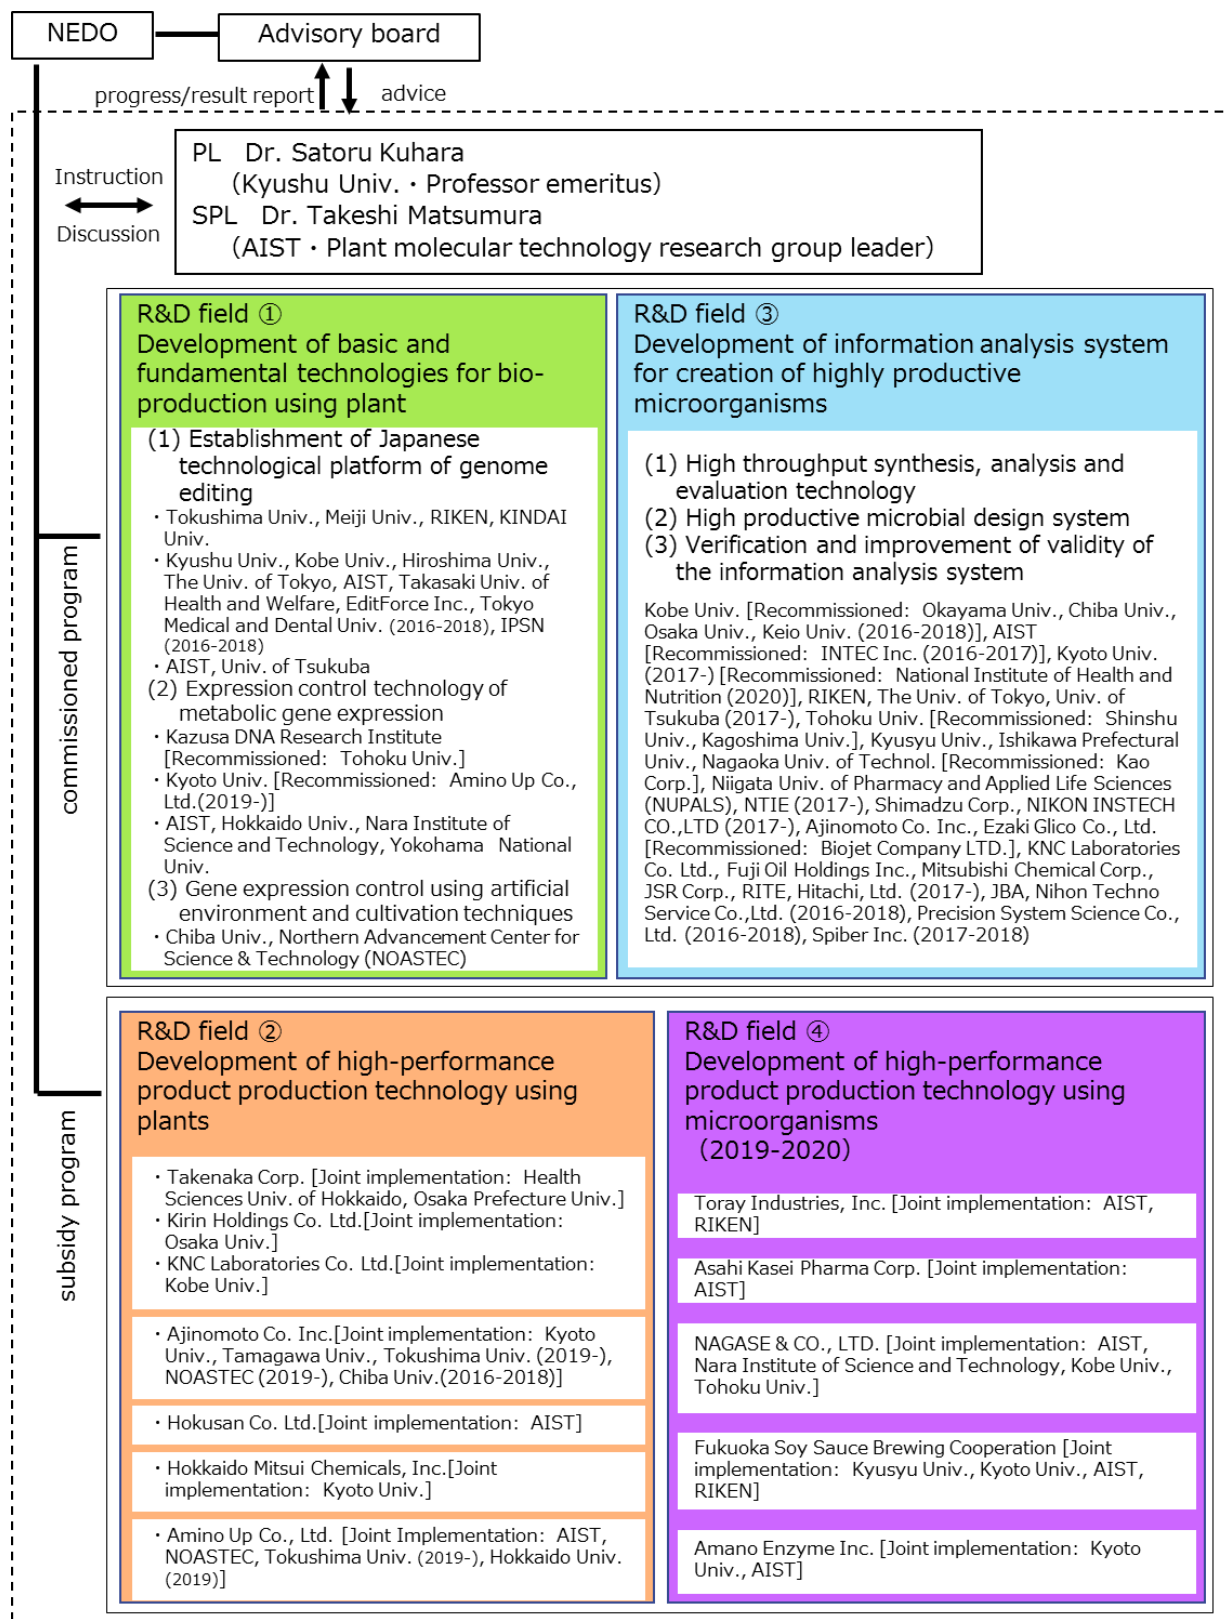 NEDO
Advisory board
progress/result report
advice
Instruction
Discussion
PL Dr. Satoru Kuhara
（Kyushu Univ.・Professor emeritus）
SPL Dr. Takeshi Matsumura
（AIST・Plant molecular technology research group leader）
commissioned program
R&D field ①
Development of basic and
fundamental technologies for bio-
production using plant
(1) Establishment of Japanese
technological platform of genome
editing
・Tokushima Univ., Meiji Univ., RIKEN, KINDAI
Univ.
・Kyushu Univ., Kobe Univ., Hiroshima Univ.,
The Univ. of Tokyo, AIST, Takasaki Univ. of
Health and Welfare, EditForce Inc., Tokyo
Medical and Dental Univ. (2016-2018), IPSN
(2016-2018)
・AIST, Univ. of Tsukuba
(2) Expression control technology of
metabolic gene expression
・Kazusa DNA Research Institute
[Recommissioned: Tohoku Univ.]
・Kyoto Univ. [Recommissioned: Amino Up Co.,
Ltd.(2019-)]
・AIST, Hokkaido Univ., Nara Institute of
Science and Technology, Yokohama National
Univ.
(3) Gene expression control using artificial
environment and cultivation techniques
・Chiba Univ., Northern Advancement Center for
Science & Technology (NOASTEC)
R&D field ③
Development of information analysis system
for creation of highly productive
microorganisms
(1) High throughput synthesis, analysis and
evaluation technology
(2) High productive microbial design system
(3) Verification and improvement of validity of
the information analysis system
Kobe Univ. [Recommissioned: Okayama Univ., Chiba Univ.,
Osaka Univ., Keio Univ. (2016-2018)], AIST
[Recommissioned: INTEC Inc. (2016-2017)], Kyoto Univ.
(2017-) [Recommissioned: National Institute of Health and
Nutrition (2020)], RIKEN, The Univ. of Tokyo, Univ. of
Tsukuba (2017-), Tohoku Univ. [Recommissioned: Shinshu
Univ., Kagoshima Univ.], Kyusyu Univ., Ishikawa Prefectural
Univ., Nagaoka Univ. of Technol. [Recommissioned: Kao
Corp.], Niigata Univ. of Pharmacy and Applied Life Sciences
(NUPALS), NTIE (2017-), Shimadzu Corp., NIKON INSTECH
CO.,LTD (2017-), Ajinomoto Co. Inc., Ezaki Glico Co., Ltd.
[Recommissioned: Biojet Company LTD.], KNC Laboratories
Co. Ltd., Fuji Oil Holdings Inc., Mitsubishi Chemical Corp.,
JSR Corp., RITE, Hitachi, Ltd. (2017-), JBA, Nihon Techno
Service Co.,Ltd. (2016-2018), Precision System Science Co.,
Ltd. (2016-2018), Spiber Inc. (2017-2018)
subsidy program
R&D field ②
Development of high-performance
product production technology using
plants
・Takenaka Corp. [Joint implementation: Health
Sciences Univ. of Hokkaido, Osaka Prefecture Univ.]
・Kirin Holdings Co. Ltd.[Joint implementation:
Osaka Univ.]
・KNC Laboratories Co. Ltd.[Joint implementation:
Kobe Univ.]
・Ajinomoto Co. Inc.[Joint implementation: Kyoto
Univ., Tamagawa Univ., Tokushima Univ. (2019-),
NOASTEC (2019-), Chiba Univ.(2016-2018)]
・Hokusan Co. Ltd.[Joint implementation: AIST]
・Hokkaido Mitsui Chemicals, Inc.[Joint
implementation: Kyoto Univ.]
・Amino Up Co., Ltd. [Joint Implementation: AIST,
NOASTEC, Tokushima Univ. (2019-), Hokkaido Univ.
(2019)]
R&D field ④
Development of high-performance
product production technology using
microorganisms
（2019-2020）
Toray Industries, Inc. [Joint implementation: AIST,
RIKEN]
Asahi Kasei Pharma Corp. [Joint implementation:
AIST]
NAGASE & CO., LTD. [Joint implementation: AIST,
Nara Institute of Science and Technology, Kobe Univ.,
Tohoku Univ.]
Fukuoka Soy Sauce Brewing Cooperation [Joint
implementation: Kyusyu Univ., Kyoto Univ., AIST,
RIKEN]
Amano Enzyme Inc. [Joint implementation: Kyoto
Univ., AIST]